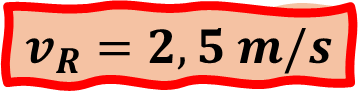 v_R = 2,5 m/s